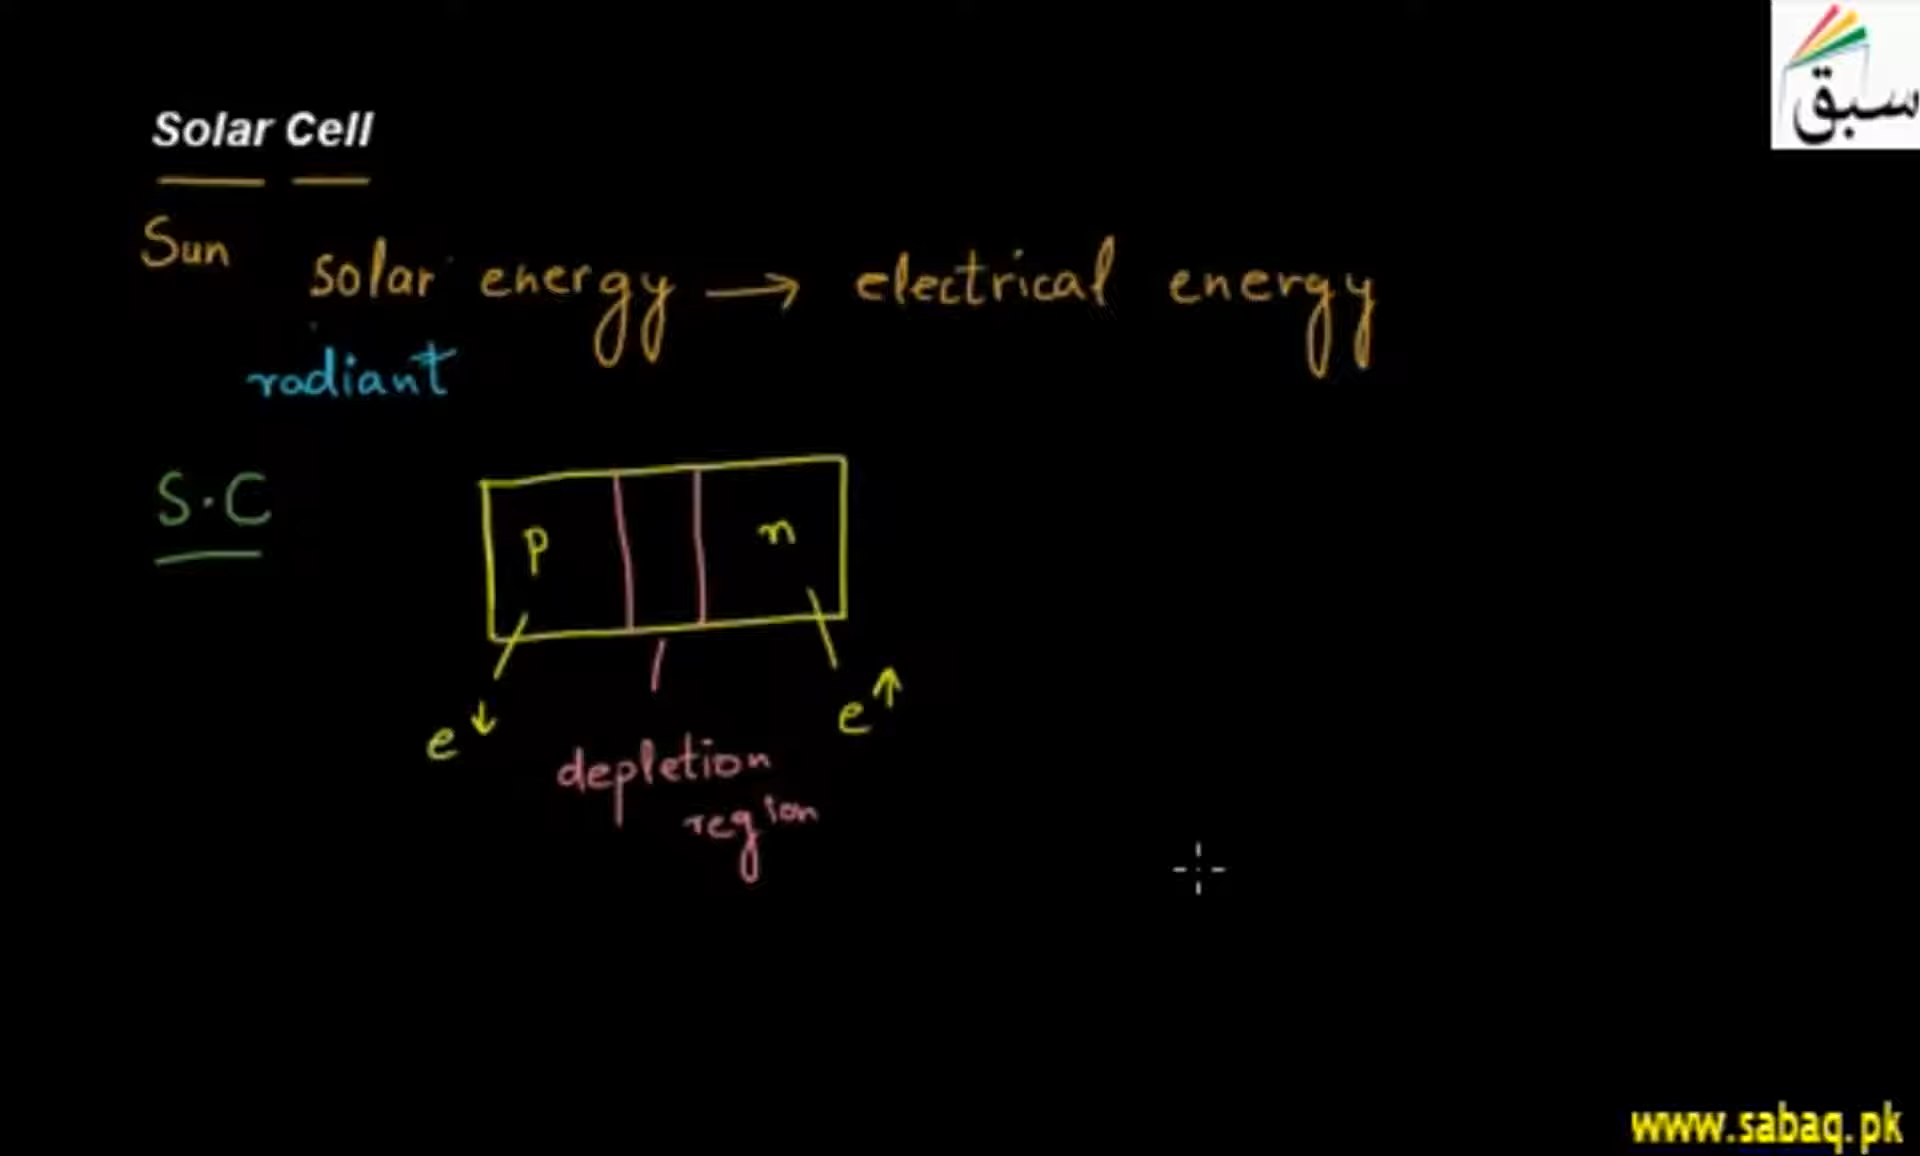 سبق
Solar Cell
Sun
solar energy → electrical energy
radiant
S.C
p
n
e ↓
e ↑
depletion
region
www.sabaq.pk